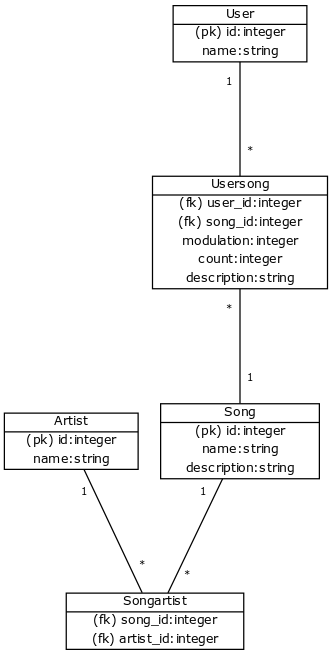 User
(pk) id:integer
name:string
1
*
Usersong
(fk) user_id:integer
(fk) song_id:integer
modulation:integer
count:integer
description:string
*
1
Song
(pk) id:integer
name:string
description:string
Artist
(pk) id:integer
name:string
1
1
*
*
Songartist
(fk) song_id:integer
(fk) artist_id:integer